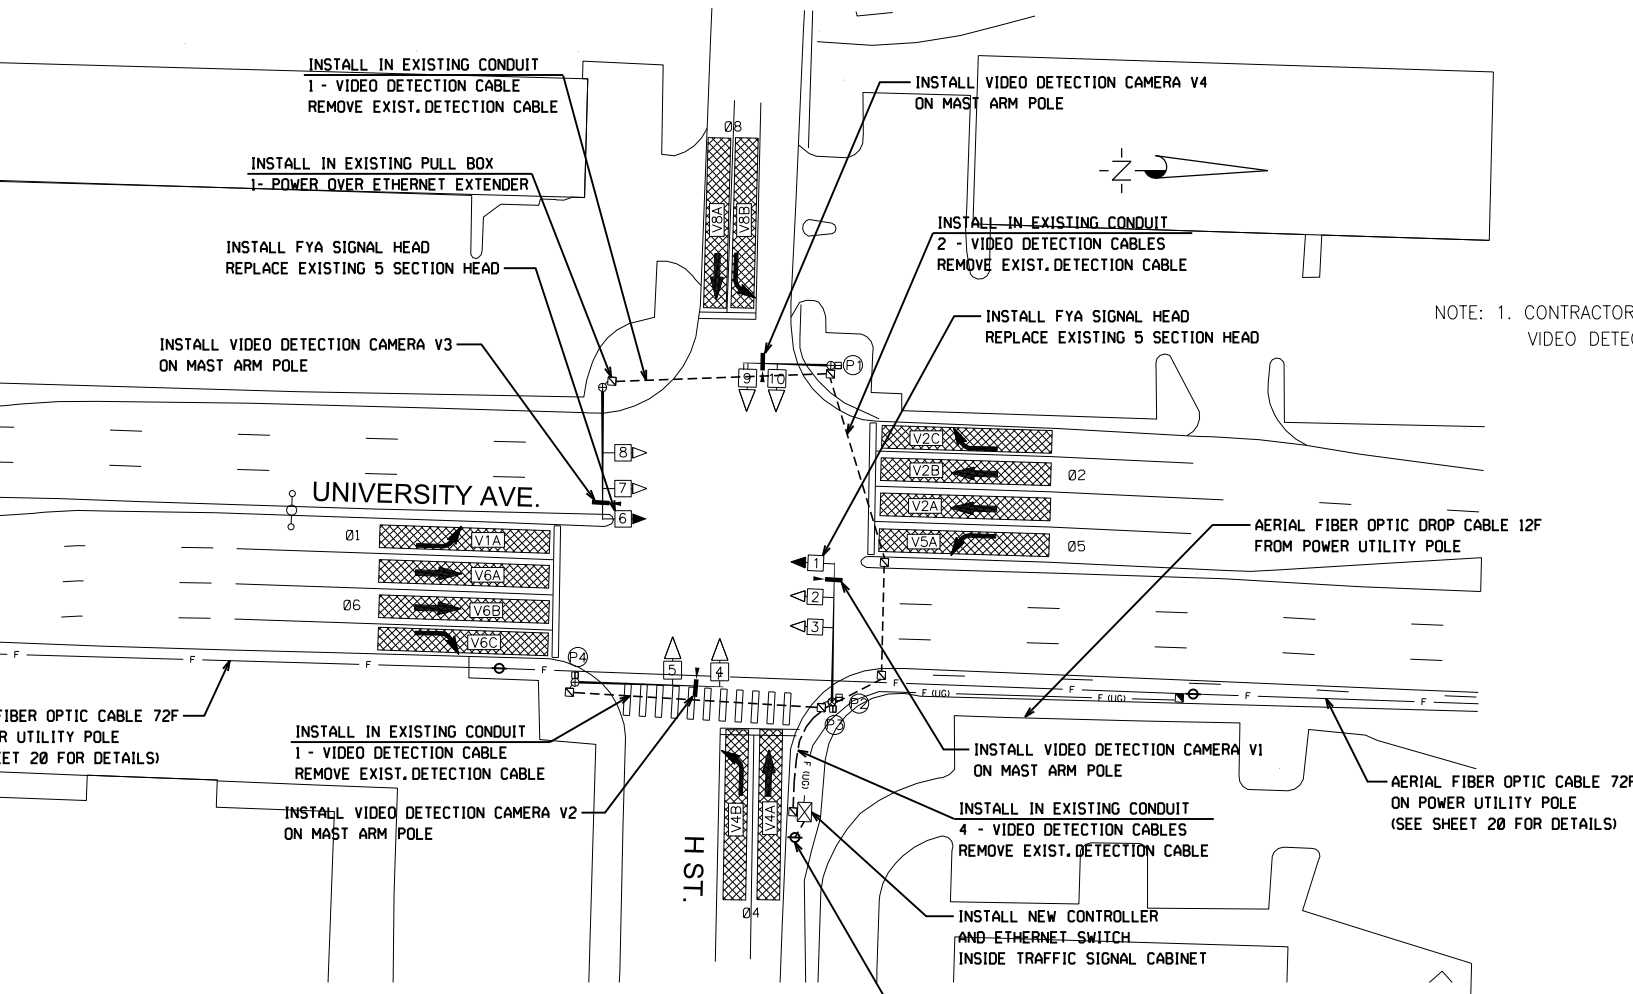 INSTALL IN EXISTING CONDUIT
1 - VIDEO DETECTION CABLE
REMOVE EXIST. DETECTION CABLE
INSTALL VIDEO DETECTION CAMERA V4
ON MAST ARM POLE
Ø8
INSTALL IN EXISTING PULL BOX
1- POWER OVER ETHERNET EXTENDER
Z
V8A
V8B
INSTALL IN EXISTING CONDUIT
2 - VIDEO DETECTION CABLES
REMOVE EXIST. DETECTION CABLE
INSTALL FYA SIGNAL HEAD
REPLACE EXISTING 5 SECTION HEAD
INSTALL FYA SIGNAL HEAD
REPLACE EXISTING 5 SECTION HEAD
NOTE: 1. CONTRACTOR
VIDEO DETEC
INSTALL VIDEO DETECTION CAMERA V3
ON MAST ARM POLE
P1
9
10
8
7
6
V2C
V2B
Ø2
V2A
V5A
Ø5
UNIVERSITY AVE.
Ø1
V1A
V6A
Ø6
V6B
V6C
1
2
3
AERIAL FIBER OPTIC DROP CABLE 12F
FROM POWER UTILITY POLE
F
F
F
F
P4
5
4
F
F (UG)
F
F (UG)
F
F
P2
P3
FIBER OPTIC CABLE 72F
R UTILITY POLE
EET 20 FOR DETAILS)
INSTALL IN EXISTING CONDUIT
1 - VIDEO DETECTION CABLE
REMOVE EXIST. DETECTION CABLE
INSTALL VIDEO DETECTION CAMERA V1
ON MAST ARM POLE
F (UG)
AERIAL FIBER OPTIC CABLE 72F
ON POWER UTILITY POLE
(SEE SHEET 20 FOR DETAILS)
INSTALL VIDEO DETECTION CAMERA V2
ON MAST ARM POLE
V4B
V4A
INSTALL IN EXISTING CONDUIT
4 - VIDEO DETECTION CABLES
REMOVE EXIST. DETECTION CABLE
H ST.
Ø4
INSTALL NEW CONTROLLER
AND ETHERNET SWITCH
INSIDE TRAFFIC SIGNAL CABINET